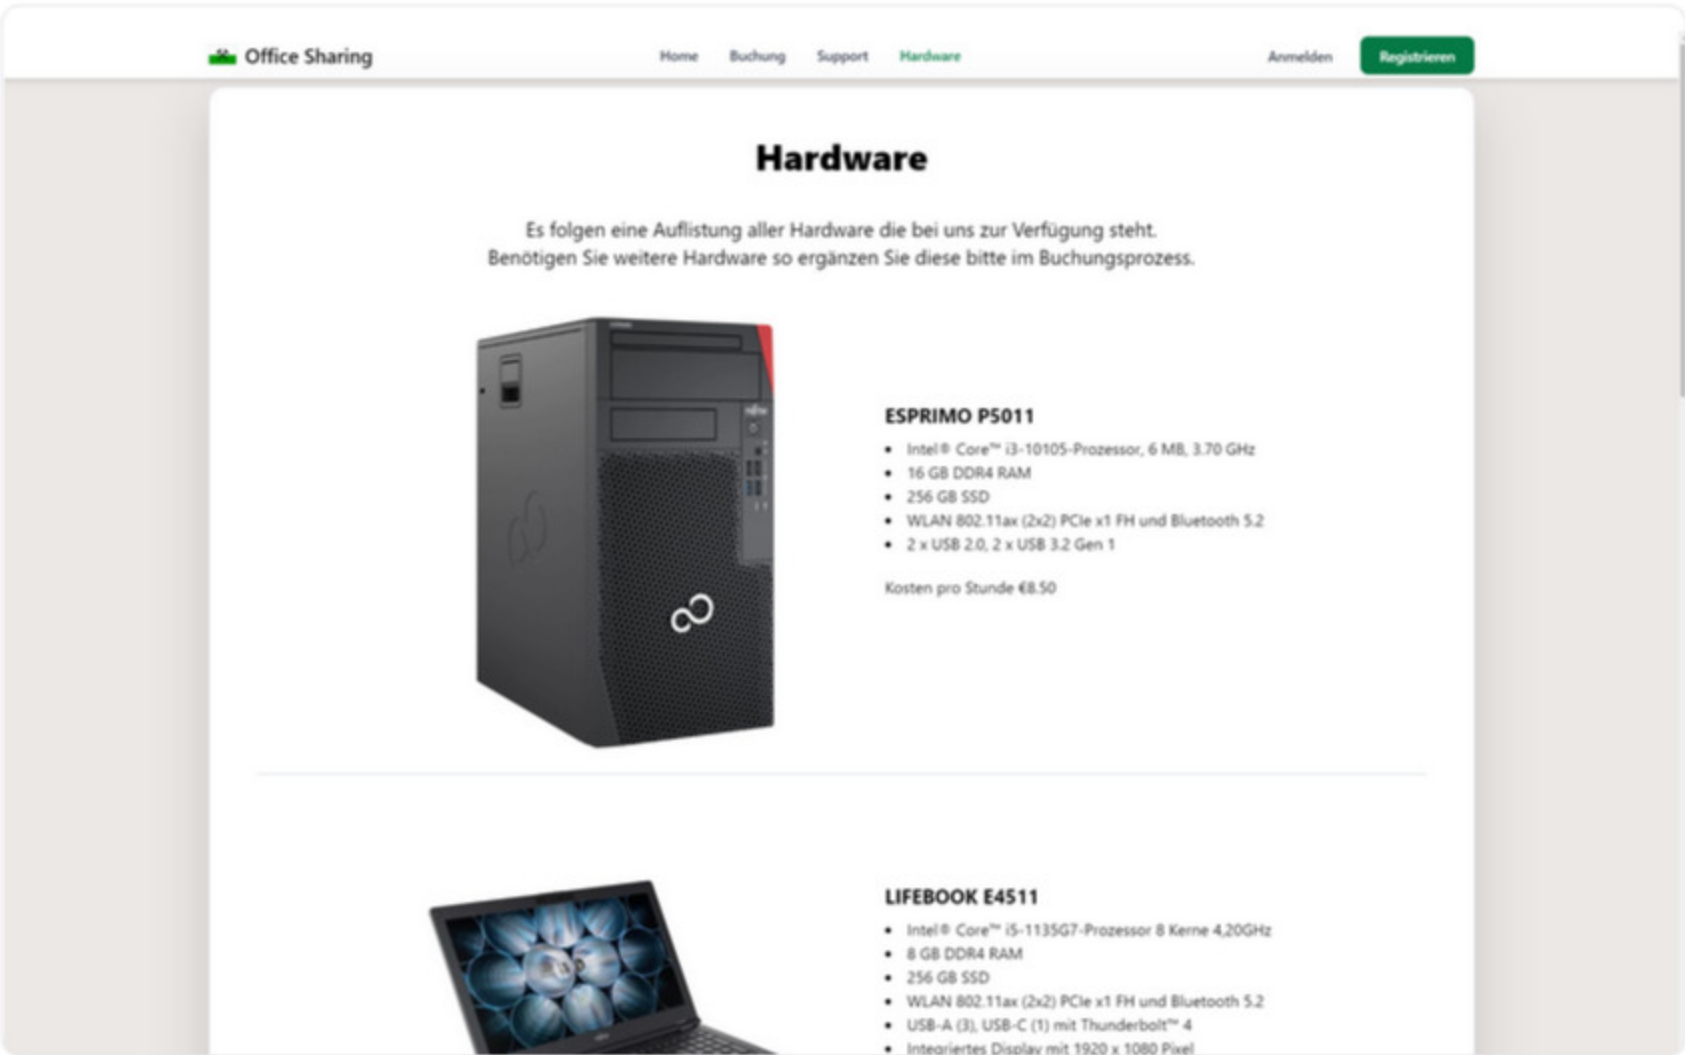 Office Sharing
Home Buchung Support Hardware
Anmelden Registrieren
Hardware
Es folgen eine Auflistung aller Hardware die bei uns zur Verfügung steht.
Benötigen Sie weitere Hardware so ergänzen Sie diese bitte im Buchungsprozess.
ESPRIMO P5011
• Intel® Core™ i3-10105-Prozessor, 6 MB, 3.70 GHz
• 16 GB DDR4 RAM
• 256 GB SSD
• WLAN 802.11ax (2x2) PCIe x1 FH und Bluetooth 5.2
• 2 x USB 2.0, 2 x USB 3.2 Gen 1
Kosten pro Stunde €8.50
LIFEBOOK E4511
• Intel® Core™ i5-1135G7-Prozessor 8 Kerne 4,20GHz
• 8 GB DDR4 RAM
• 256 GB SSD
• WLAN 802.11ax (2x2) PCIe x1 FH und Bluetooth 5.2
• USB-A (3), USB-C (1) mit Thunderbolt™ 4
• Integriertes Display mit 1920 x 1080 Pixel